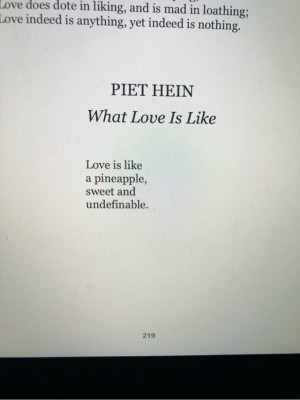 Love does dote in liking, and is mad in loathing;
Love indeed is anything, yet indeed is nothing.
PIET HEIN
What Love Is Like
Love is like
a pineapple,
sweet and
undefinable.
219